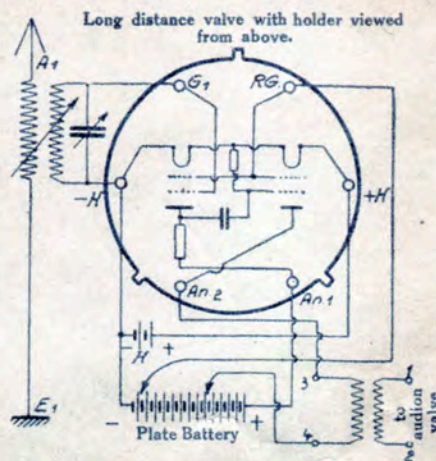 Long distance valve with holder viewed
from above.
A1
G1
RG.
-H
+H
An.2
An.1
- H +
3
1
to
audion
valve
4
2
- +
Plate Battery
E1